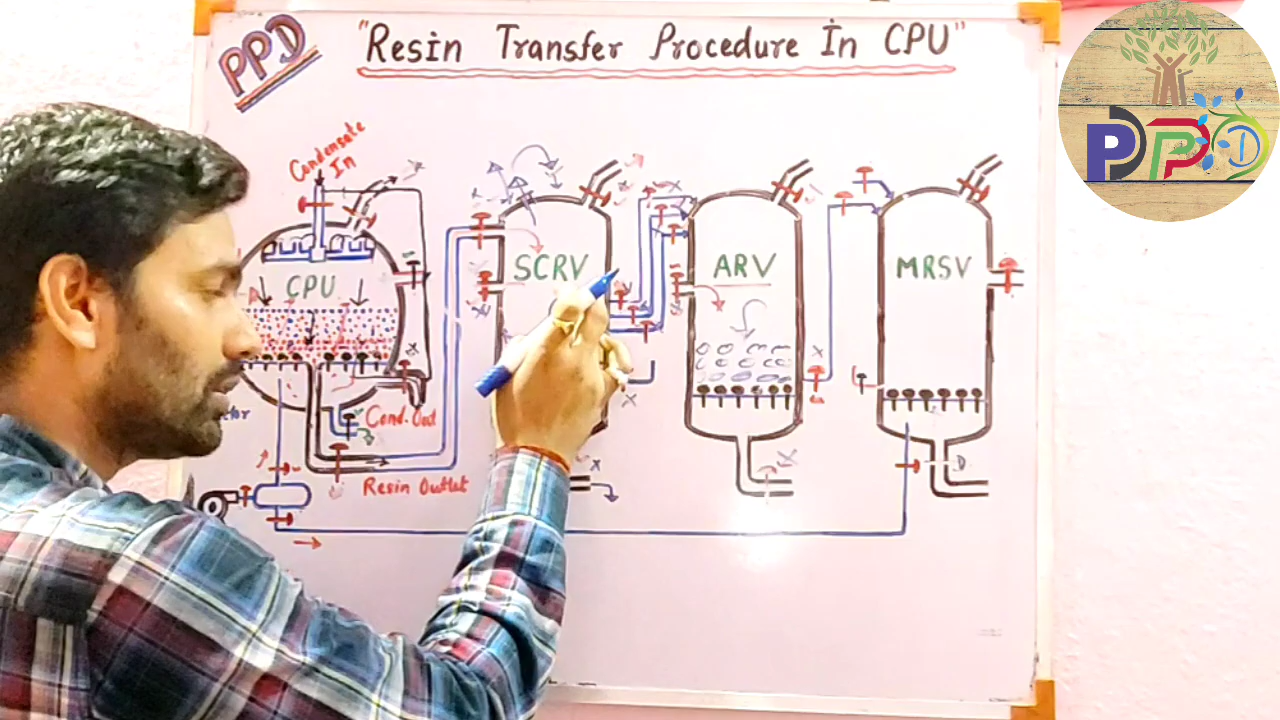 PPD
"Resin Transfer Procedure In CPU"
PPD
Condensate
In
CPU
SCRV
ARV
MRSV
Cond. Out
Resin Outlet